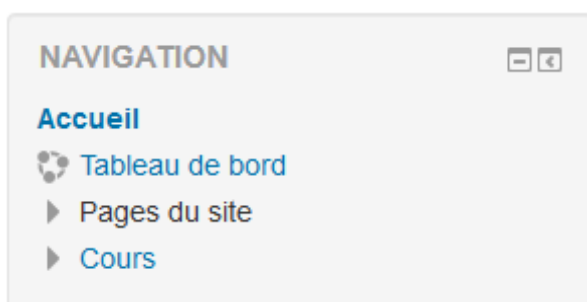 NAVIGATION
Accueil
Tableau de bord
Pages du site
Cours